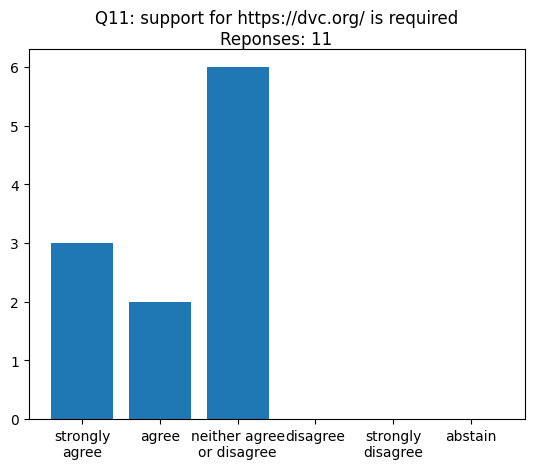 Q11: support for https://dvc.org/ is required
Reponses: 11
6
5
4
3
2
1
0
strongly
agree
agree
neither agree
or disagree
disagree
strongly
disagree
abstain